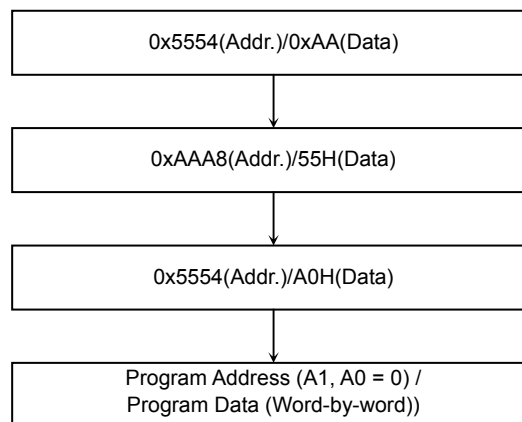 0x5554(Addr.)/0xAA(Data)
0xAAA8(Addr.)/55H(Data)
0x5554(Addr.)/A0H(Data)
Program Address (A1, A0 = 0) /
Program Data (Word-by-word))